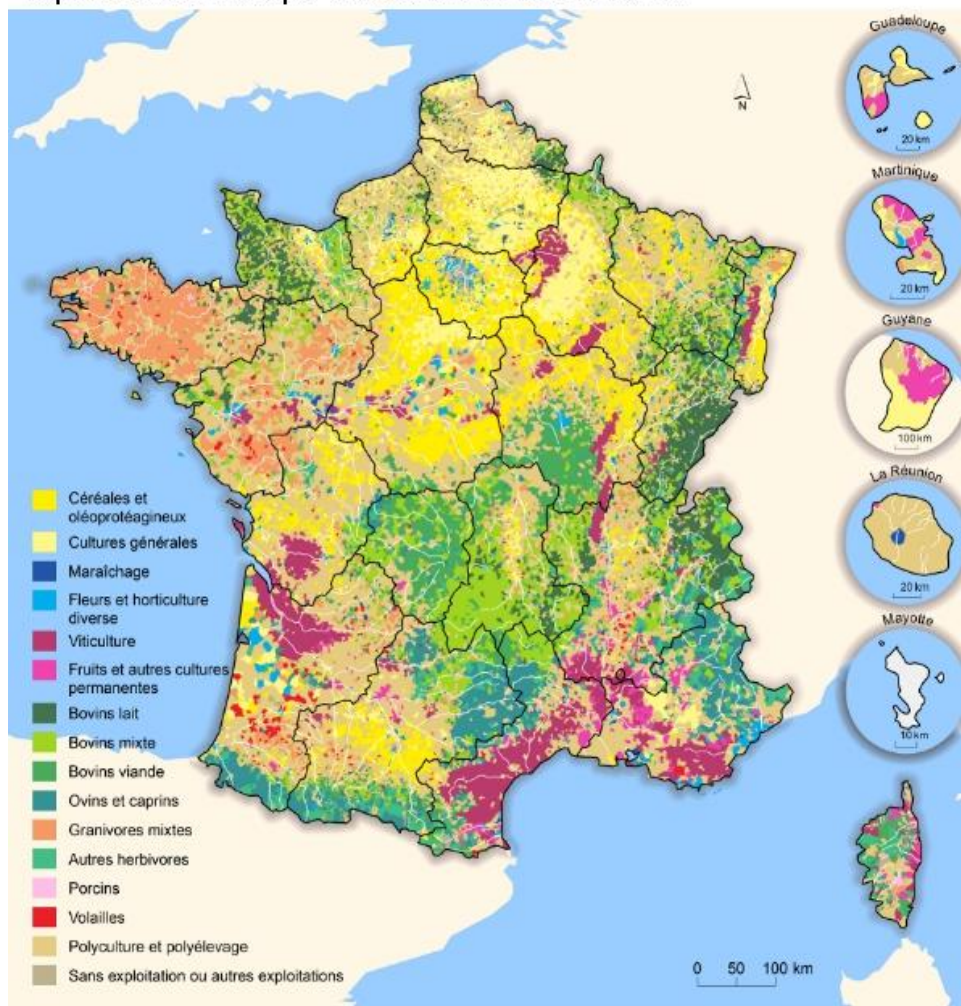 Guadeloupe
20 km
Martinique
20 km
Guyane
100 km
La Réunion
20 km
Mayotte
10 km
N
Céréales et
oléoprotéagineux
Cultures générales
Maraîchage
Fleurs et horticulture
diverse
Viticulture
Fruits et autres cultures
permanentes
Bovins lait
Bovins mixte
Bovins viande
Ovins et caprins
Granivores mixtes
Autres herbivores
Porcins
Volailles
Polyculture et polyélevage
Sans exploitation ou autres exploitations
0 50 100 km